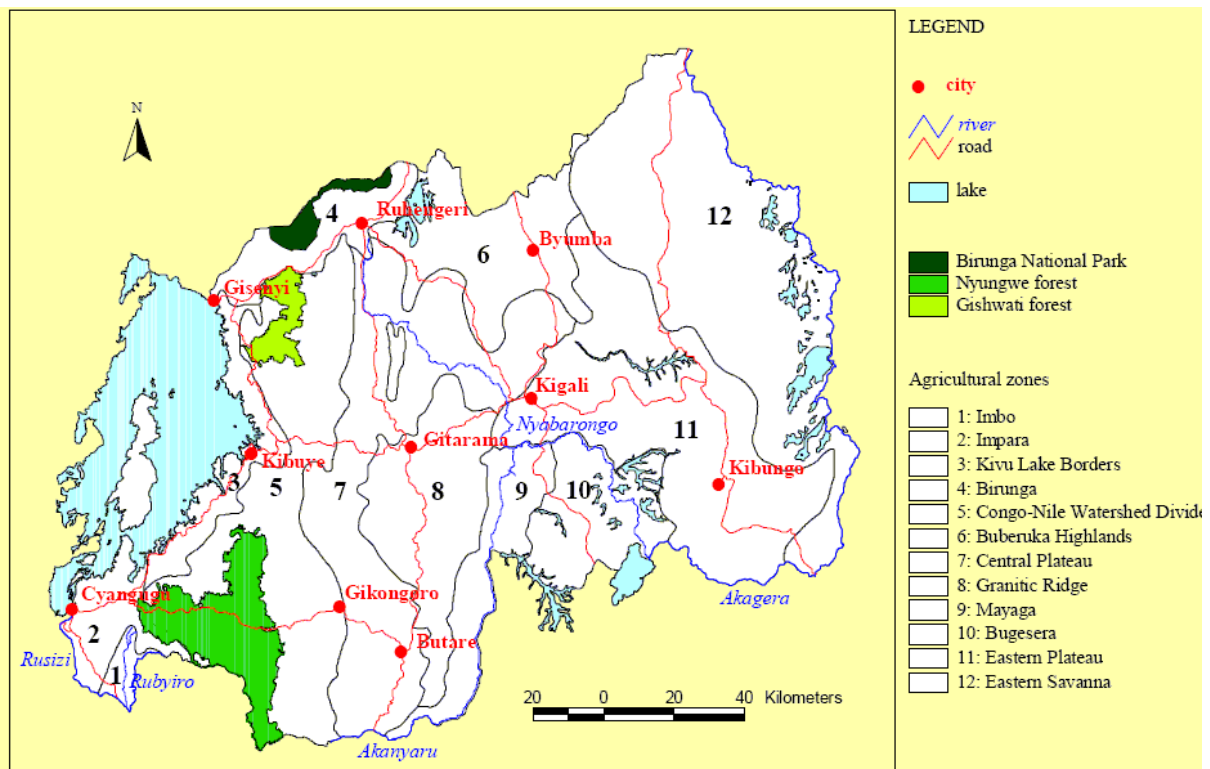 LEGEND
city
river
road
lake
Birunga National Park
Nyungwe forest
Gishwati forest
Agricultural zones
1: Imbo
2: Impara
3: Kivu Lake Borders
4: Birunga
5: Congo-Nile Watershed Divide
6: Buberuka Highlands
7: Central Plateau
8: Granitic Ridge
9: Mayaga
10: Bugesera
11: Eastern Plateau
12: Eastern Savanna
N
4
Ruhengeri
12
6
Byumba
Gisenyi
Kigali
Nyabarongo
Gitarama
11
Kibuye
3
5
7
8
9
10
Kibungo
Cyangugu
Gikongoro
Akagera
2
Butare
Rusizi
1
Rubyiro
20 0 20 40 Kilometers
Akanyaru